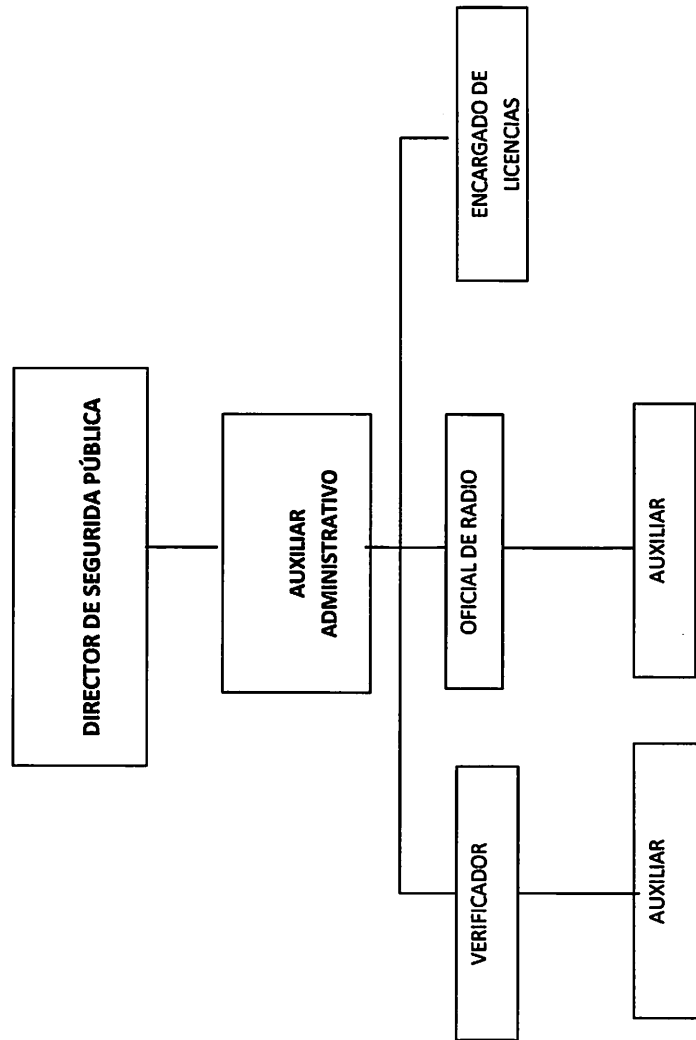 DIRECTOR DE SEGURIDA PÚBLICA
AUXILIAR
ADMINISTRATIVO
VERIFICADOR
OFICIAL DE RADIO
ENCARGADO DE
LICENCIAS
AUXILIAR
AUXILIAR